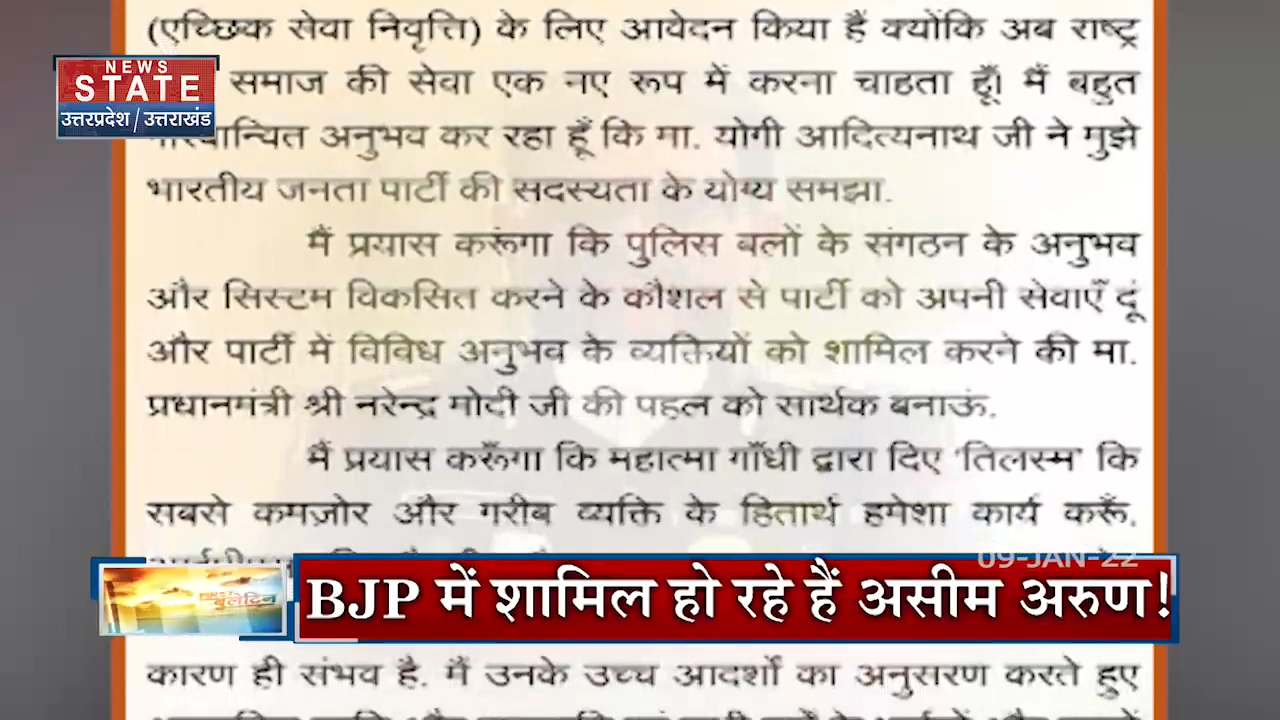 (एच्छिक सेवा निवृत्ति) के लिए आवेदन किया है क्योंकि अब राष्ट्र
समाज की सेवा एक नए रूप में करना चाहता हूँ। मैं बहुत
अनुभव कर रहा हूँ कि मा. योगी आदित्यनाथ जी ने मुझे
भारतीय जनता पार्टी की सदस्यता के योग्य समझा.
मैं प्रयास करूंगा कि पुलिस बलों के संगठन के अनुभव
और सिस्टम विकसित करने के कौशल से पार्टी को अपनी सेवाएँ दूं
और पार्टी में विविध अनुभव के व्यक्तियों को शामिल करने की मा.
प्रधानमंत्री श्री नरेन्द्र मोदी जी की पहल को सार्थक बनाऊं.
मैं प्रयास करूँगा कि महात्मा गाँधी द्वारा दिए 'तिलस्म' कि
सबसे कमज़ोर और गरीब व्यक्ति के हितार्थ हमेशा कार्य करूँ.
कारण ही संभव है. मैं उनके उच्च आदर्शों का अनुसरण करते हुए
NEWS
STATE
उत्तरप्रदेश/उत्तराखंड
09-JAN-22
बुलेटिन
BJP में शामिल हो रहे हैं असीम अरुण!